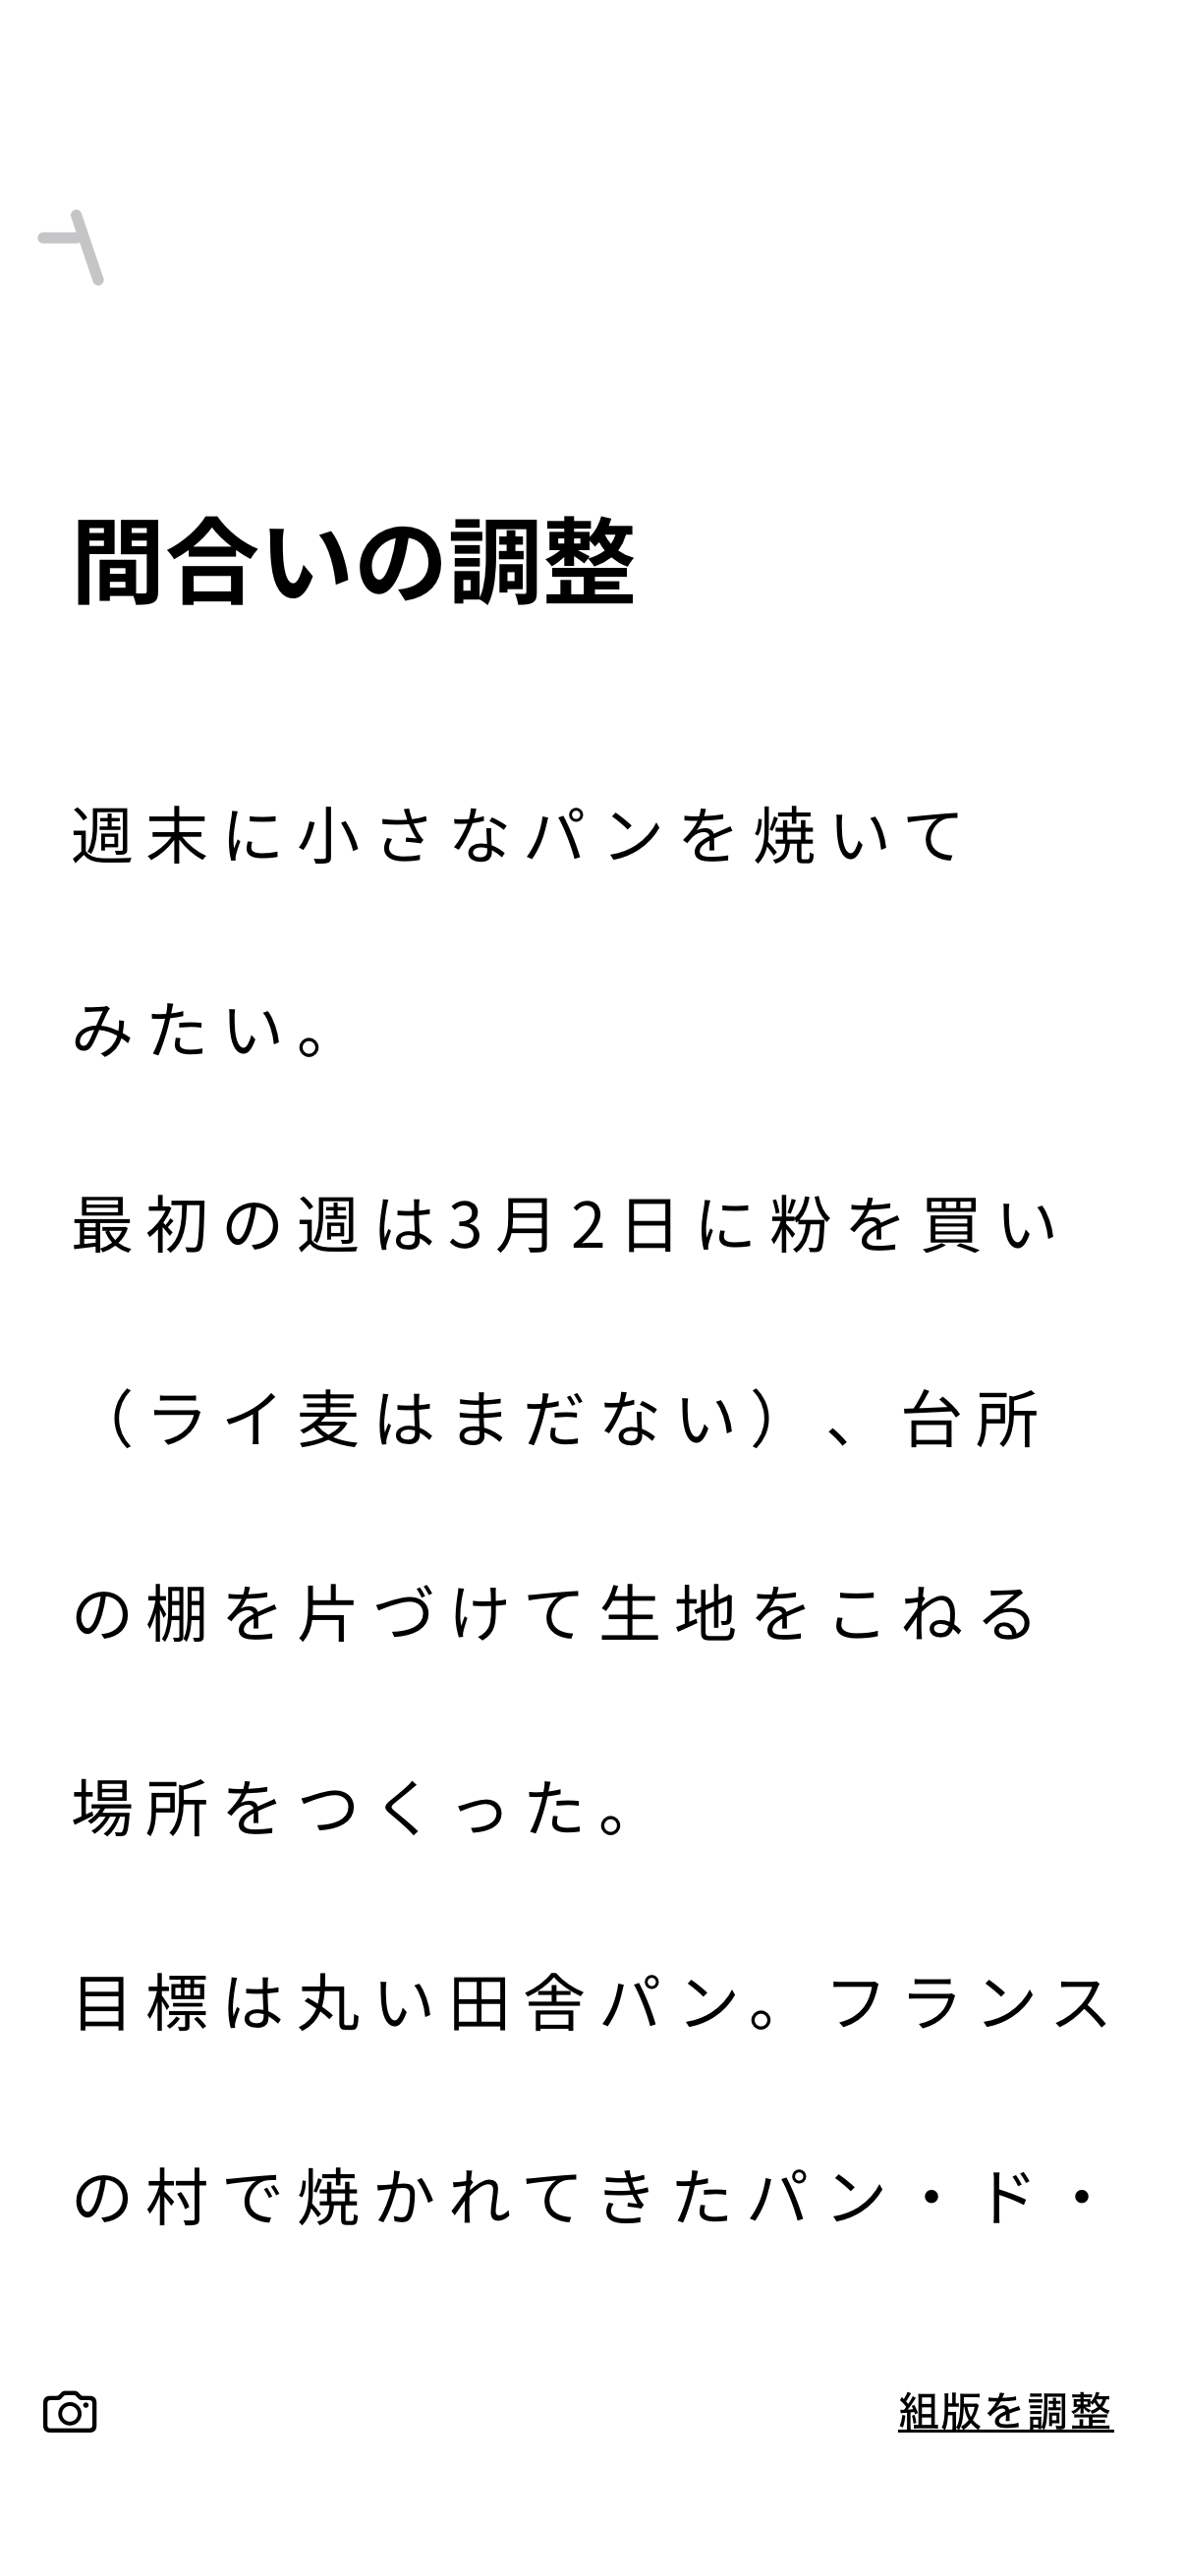 間合いの調整
週末に小さなパンを焼いて
みたい。
最初の週は3月2日に粉を買い
（ライ麦はまだない）、台所
の棚を片づけて生地をこねる
場所をつくった。
目標は丸い田舎パン。フランス
の村で焼かれてきたパン・ド・
組版を調整